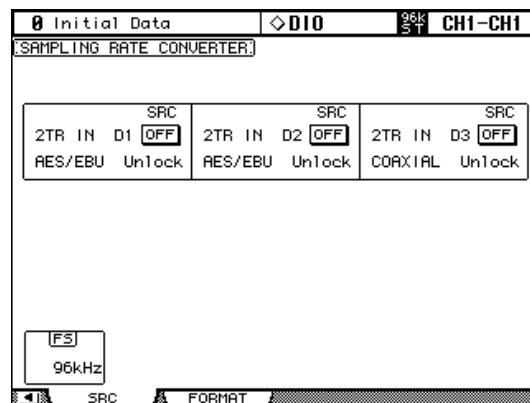 0 Initial Data ◇DIO 96k ST CH1-CH1
SAMPLING RATE CONVERTER
SRC SRC SRC
2TR IN D1 OFF 2TR IN D2 OFF 2TR IN D3 OFF
AES/EBU Unlock AES/EBU Unlock COAXIAL Unlock
FS
96kHz
SRC FORMAT